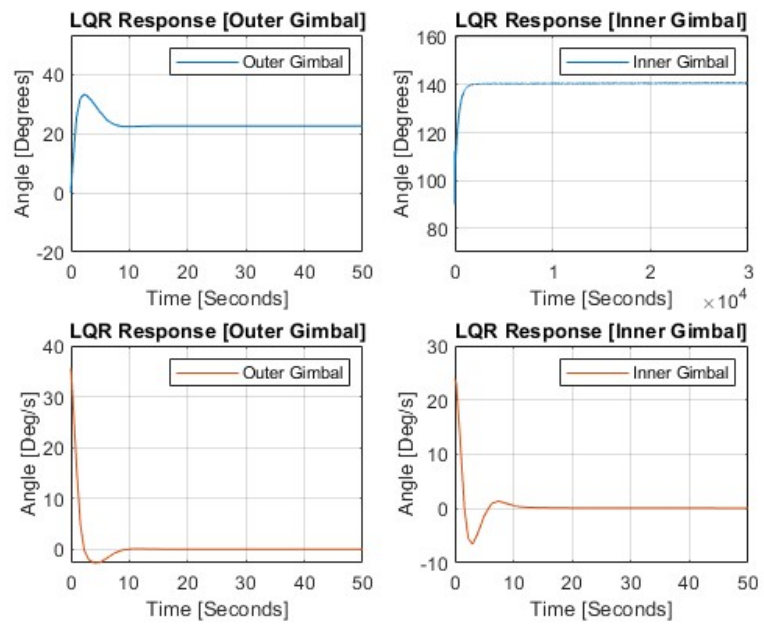 LQR Response [Outer Gimbal]
Outer Gimbal
Angle [Degrees]
40
20
0
-20
0 10 20 30 40 50
Time [Seconds]
LQR Response [Inner Gimbal]
Inner Gimbal
Angle [Degrees]
160
140
120
100
80
0 1 2 3
Time [Seconds] ×10^4
LQR Response [Outer Gimbal]
Outer Gimbal
Angle [Deg/s]
40
30
20
10
0
0 10 20 30 40 50
Time [Seconds]
LQR Response [Inner Gimbal]
Inner Gimbal
Angle [Deg/s]
30
20
10
0
-10
0 10 20 30 40 50
Time [Seconds]